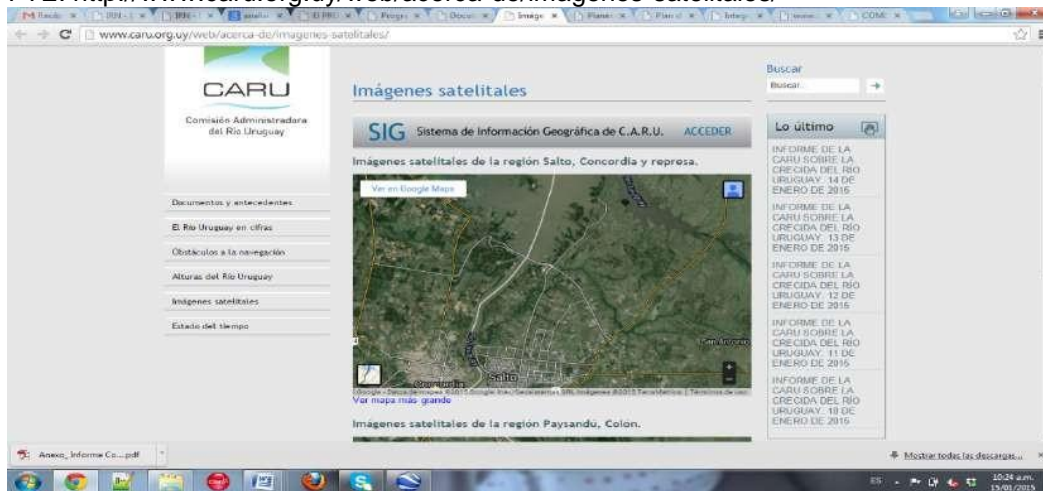 www.caru.org.uy/web/acerca-de/imagenes-satelitales/
CARU
Comisión Administradora
del Río Uruguay
Documentos y antecedentes
El Río Uruguay en cifras
Obstáculos a la navegación
Alturas del Río Uruguay
Imágenes satelitales
Estado del tiempo
Imágenes satelitales
SIG Sistema de Información Geográfica de C.A.R.U. ACCEDER
Imágenes satelitales de la región Salto, Concordia y represa.
Ver en Google Maps
San Antonio
Concordia
Salto
Ver mapa más grande
Imágenes satelitales de la región Paysandú, Colón.
Buscar
Buscar
Lo último
INFORME DE LA
CARU SOBRE LA
CRECIDA DEL RÍO
URUGUAY. 14 DE
ENERO DE 2015
INFORME DE LA
CARU SOBRE LA
CRECIDA DEL RÍO
URUGUAY. 13 DE
ENERO DE 2015
INFORME DE LA
CARU SOBRE LA
CRECIDA DEL RÍO
URUGUAY. 12 DE
ENERO DE 2015
INFORME DE LA
CARU SOBRE LA
CRECIDA DEL RÍO
URUGUAY. 11 DE
ENERO DE 2015
INFORME DE LA
CARU SOBRE LA
CRECIDA DEL RÍO
URUGUAY. 10 DE
ENERO DE 2015
Anexo_Informe Co....pdf
Mostrar todas las descargas...
ES
10:24 a.m.
15/01/2015